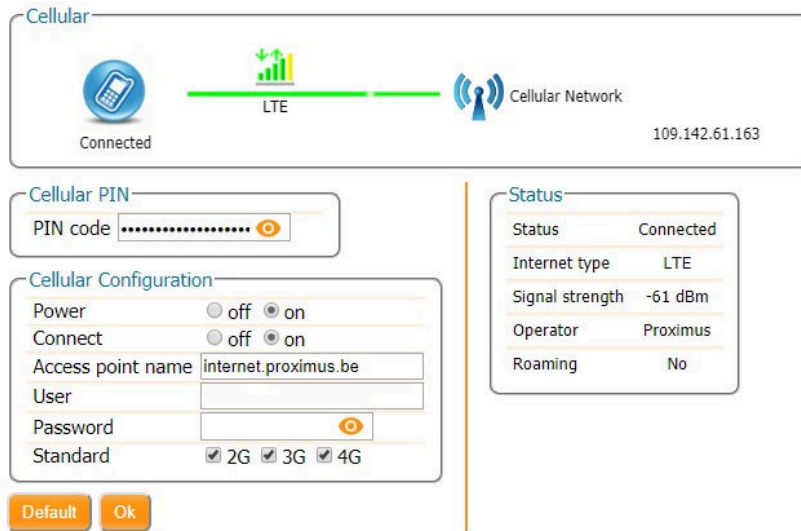 Cellular
LTE
Connected
Cellular Network
109.142.61.163
Cellular PIN
PIN code •••••••••••••••••••
Cellular Configuration
Power off on
Connect off on
Access point name internet.proximus.be
User
Password
Standard 2G 3G 4G
Default Ok
Status
Status Connected
Internet type LTE
Signal strength -61 dBm
Operator Proximus
Roaming No